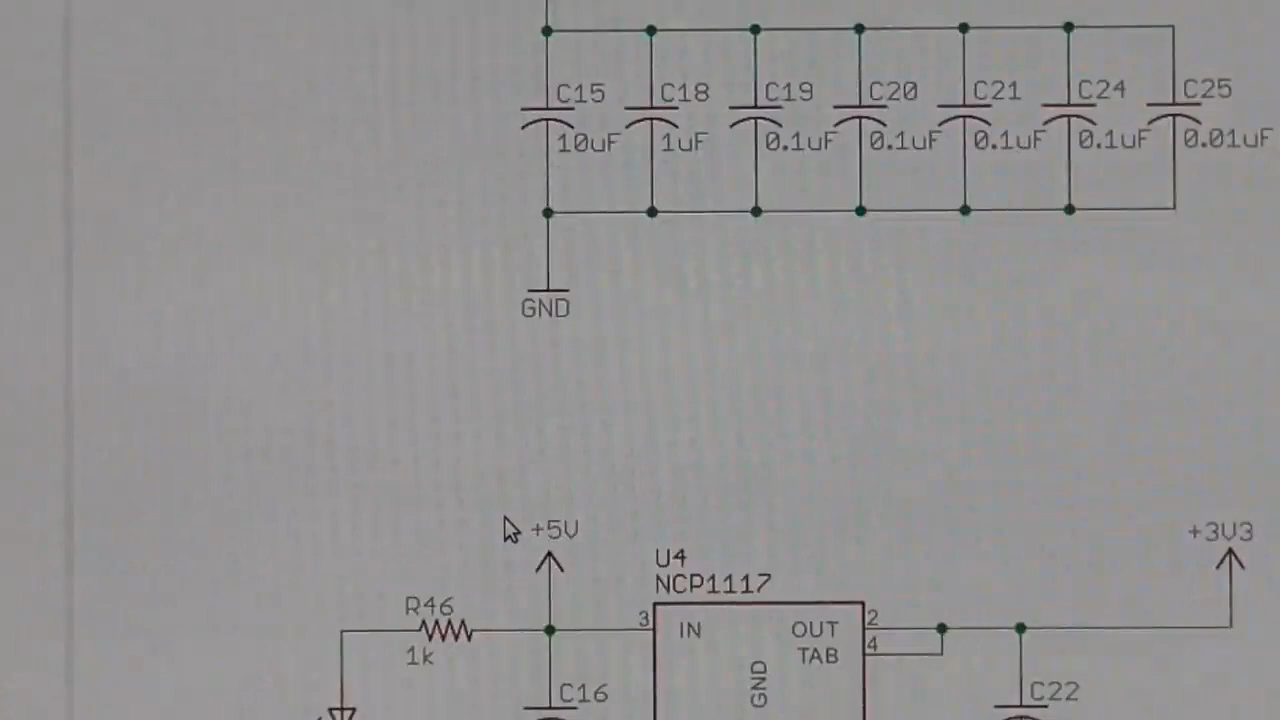 C15 C18 C19 C20 C21 C24 C25
10uF 1uF 0.1uF 0.1uF 0.1uF 0.1uF 0.01uF
GND
+5V +3V3
U4
NCP1117
R46 3 2
IN OUT
1k 4
TAB
GND
C16 C22